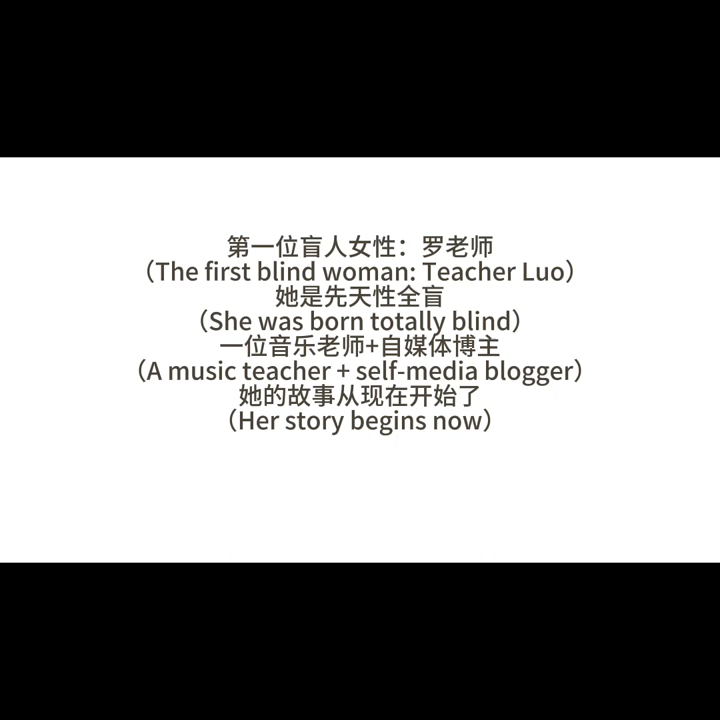 第一位盲人女性：罗老师
（The first blind woman: Teacher Luo）
她是先天性全盲
（She was born totally blind）
一位音乐老师+自媒体博主
（A music teacher + self-media blogger）
她的故事从现在开始了
（Her story begins now）